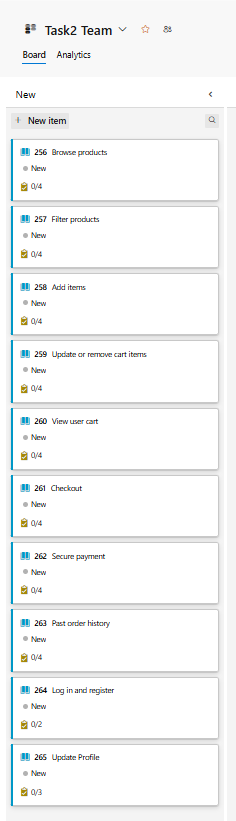 Task2 Team
Board Analytics
New
+ New item
256 Browse products
New
0/4
257 Filter products
New
0/4
258 Add items
New
0/4
259 Update or remove cart items
New
0/4
260 View user cart
New
0/4
261 Checkout
New
0/4
262 Secure payment
New
0/4
263 Past order history
New
0/4
264 Log in and register
New
0/2
265 Update Profile
New
0/3